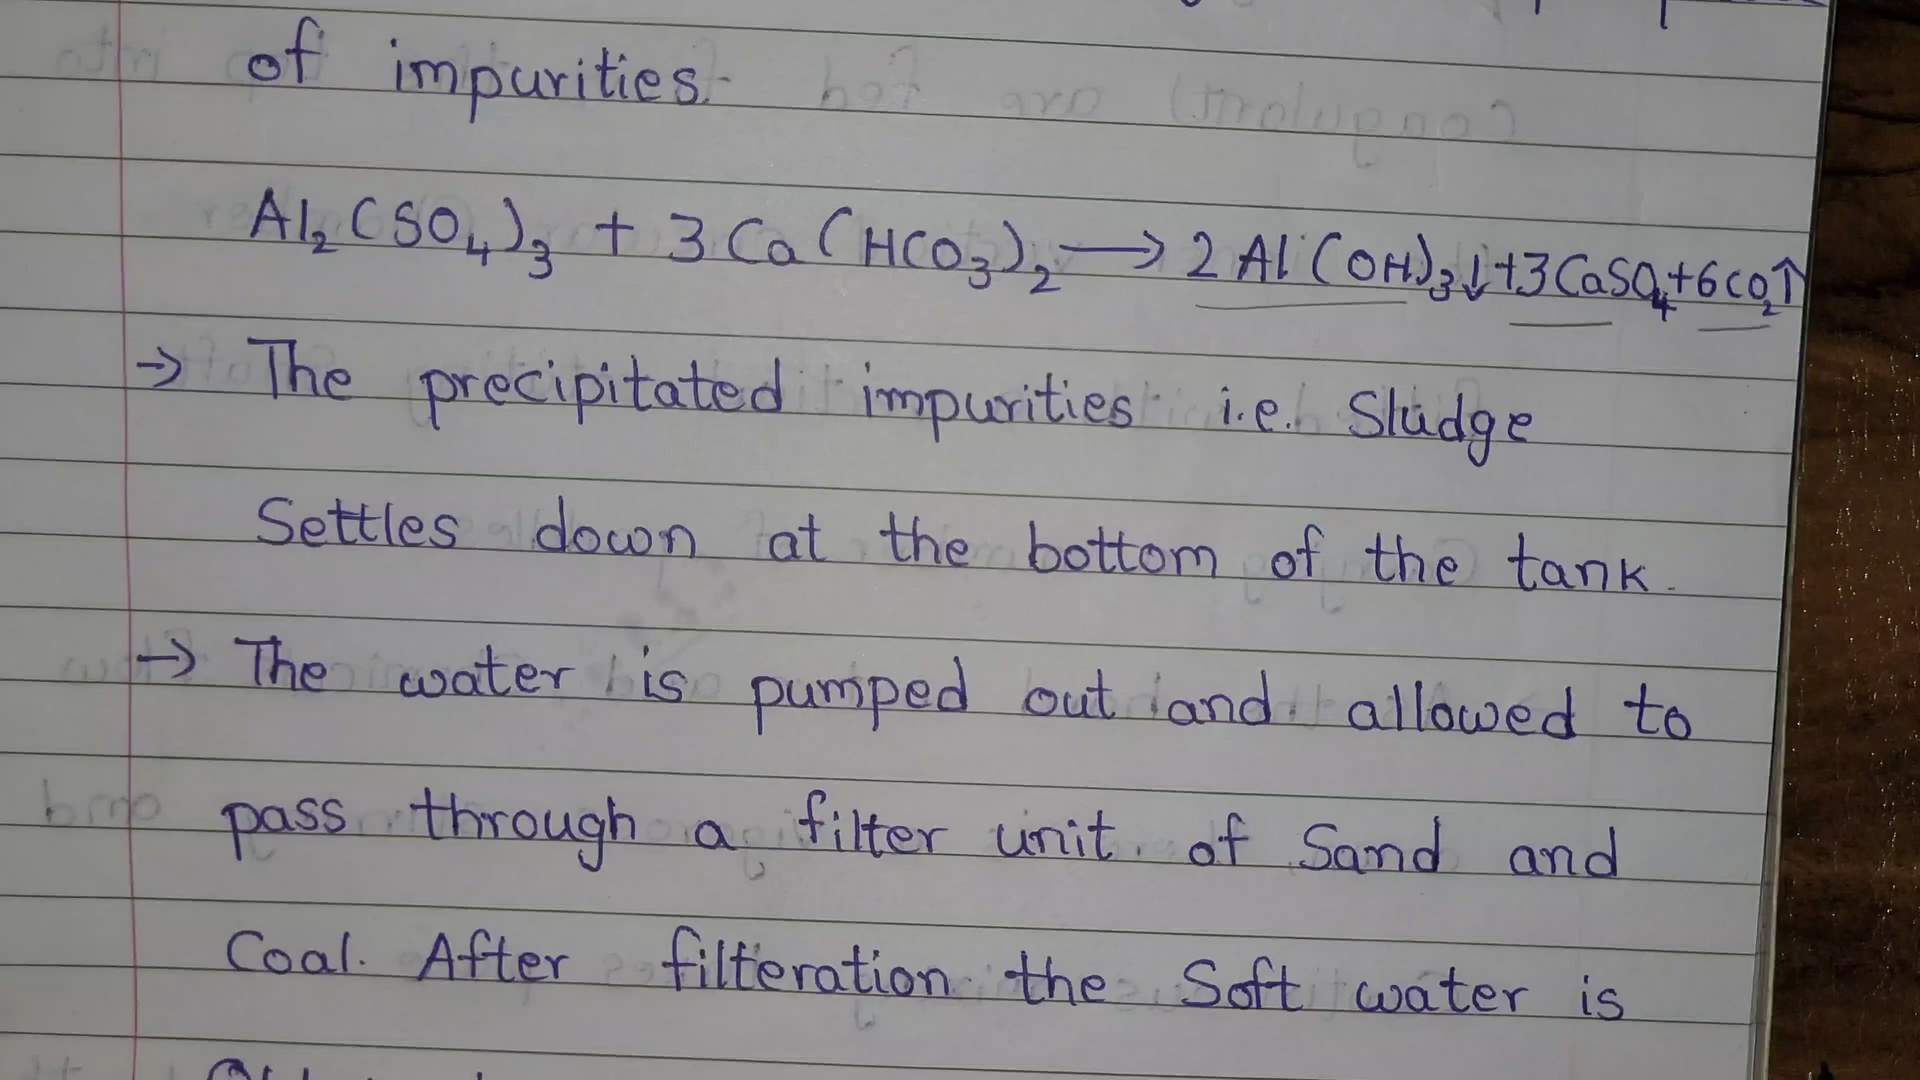 of impurities.
Al₂(SO₄)₃ + 3Ca(HCO₃)₂ → 2Al(OH)₃↓+3CaSO₄+6CO₂↑
→ The precipitated impurities i.e. Sludge
Settles down at the bottom of the tank.
→ The water is pumped out and allowed to
pass through a filter unit of Sand and
Coal. After filteration the Soft water is